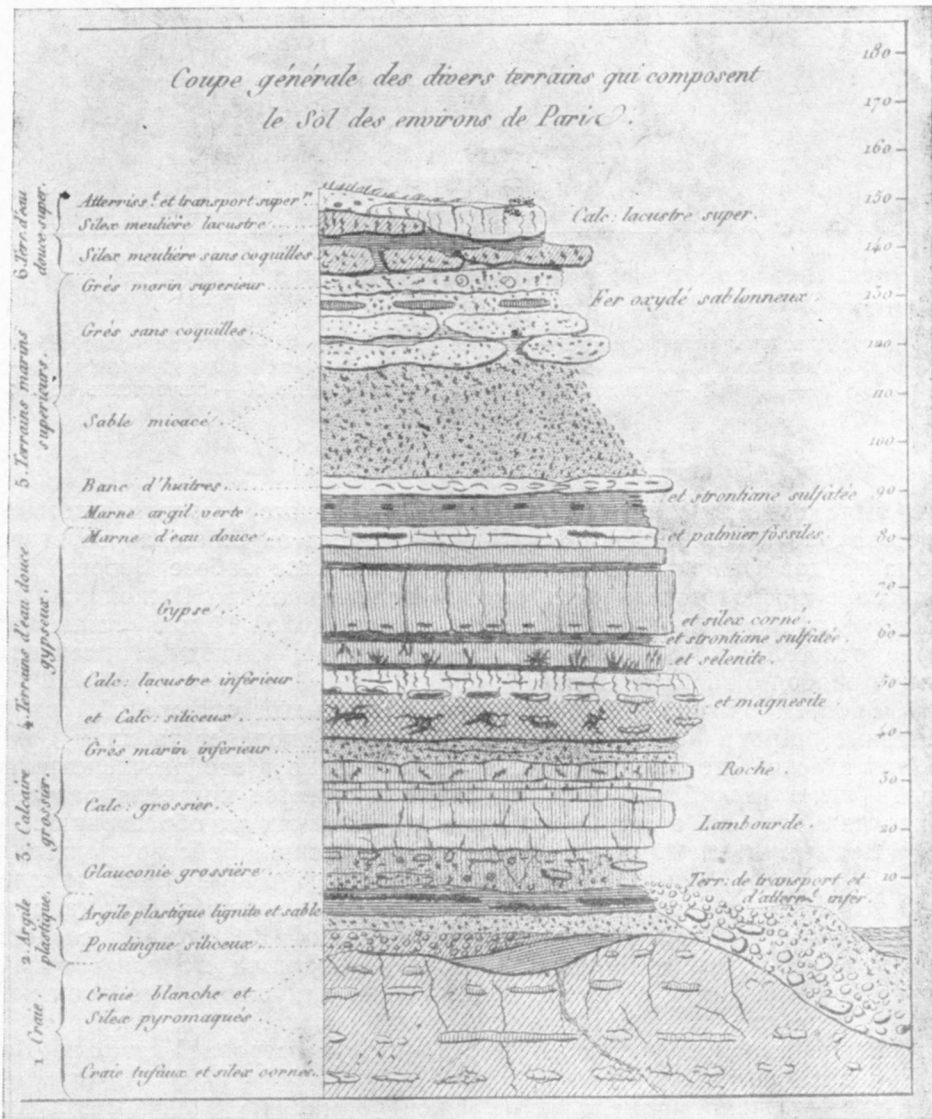 Coupe générale des divers terrains qui composent
le Sol des environs de Paris.
180
170
160
150
140
130
120
110
100
90
80
70
60
50
40
30
20
10
6. Terr. d'eau
douce super.
5. Terrains marins
superieurs.
4. Terrains d'eau douce
gypseux.
3. Calcaire
grossier.
2. Argile
plastique.
1 Craie.
Atterriss.t et transport super.r
Silex meulière lacustre
Silex meulière sans coquilles
Grès marin superieur
Grès sans coquilles
Sable micacé
Banc d'huitres
Marne argil verte
Marne d'eau douce
Gypse
Calc: lacustre inférieur
et Calc: siliceux
Grès marin inférieur
Calc: grossier
Glauconie grossière
Argile plastique lignite et sable
Poudingue siliceux
Craie blanche et
Silex pyromaques
Craie tufaux et silex cornés
Calc: lacustre super.
Fer oxydé sablonneux
et strontiane sulfatée
et palmier fossiles
et silex corné
et strontiane sulfatée.
et selenite.
et magnesite
Roche.
Lambourde.
Terr: de transport et
d'atterr.t infér.